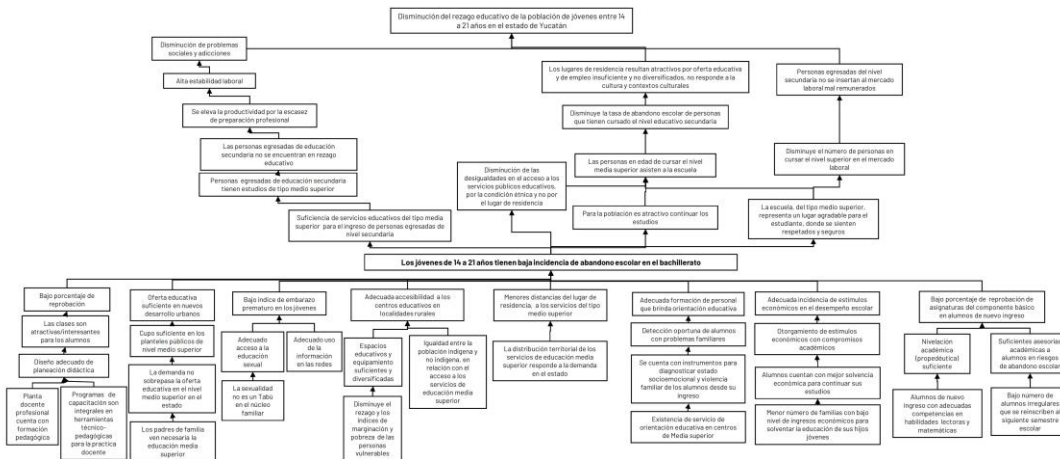 Disminución del rezago educativo de la población de jóvenes entre 14
a 21 años en el estado de Yucatán
Disminución de problemas
sociales y adicciones
Los lugares de residencia resultan atractivos por oferta educativa
y de empleo insuficiente y no diversificados, no responde a la
cultura y contextos culturales
Personas egresadas del nivel
secundaria no se insertan al mercado
laboral mal remunerados
Alta estabilidad laboral
Se eleva la productividad por la escasez
de preparación profesional
Disminuye la tasa de abandono escolar de personas
que tienen cursado el nivel educativo secundaria
Las personas egresadas de educación
secundaria no se encuentran en rezago
educativo
Disminución de las
desigualdades en el acceso a los
servicios públicos educativos,
por la condición étnica y no por
el lugar de residencia
Las personas en edad de cursar el nivel
media superior asisten a la escuela
Disminuye el número de personas en
cursar el nivel superior en el mercado
laboral
Personas egresadas de educación secundaria
tienen estudios de tipo medio superior
Suficiencia de servicios educativos del tipo media
superior para el ingreso de personas egresadas
de nivel secundaria
Para la población es atractivo continuar los
estudios
La escuela, del tipo medio superior,
representa un lugar agradable para el
estudiante, donde se sienten
respetados y seguros
Los jóvenes de 14 a 21 años tienen baja incidencia de abandono escolar en el bachillerato
Bajo porcentaje de
reprobación
Las clases son
atractivas/interesantes
para los alumnos
Diseño adecuado de
planeación didáctica
Planta
docente
profesional
cuenta con
formación
pedagógica
Programas de
capacitación son
integrales en
herramientas
técnico-
pedagógicas
para la practica
docente
Oferta educativa
suficiente en nuevos
desarrollo urbanos
Cupo suficiente en los
planteles públicos de
nivel medio superior
La demanda no
sobrepasa la oferta
educativa en el nivel
medio superior en el
estado
Los padres de familia
ven necesaria la
educación media
superior
Bajo índice de embarazo
prematuro en los jóvenes
Adecuado
acceso a la
educación
sexual
Adecuado uso
de la
información
en las redes
La sexualidad
no es un Tabú
en el núcleo
familiar
Adecuada accesibilidad a los
centros educativos en
localidades rurales
Espacios
educativos y
equipamiento
suficientes y
diversificadas
Igualdad entre la
población indígena y
no indígena, en
relación con el
acceso a los
servicios de
educación media
superior
Disminuye el
rezago y los
índices de
marginación y
pobreza de las
personas
vulnerables
Menores distancias del lugar de
residencia, a los servicios del tipo
medio superior
La distribución territorial de los
servicios de educación media
superior responde a la demanda
en el estado
Adecuada formación de personal
que brinda orientación educativa
Detección oportuna de alumnos
con problemas familiares
Se cuenta con instrumentos para
diagnosticar estado
socioemocional y violencia
familiar de los alumnos desde su
ingreso
Existencia de servicio de
orientación educativa en centros
de Media superior
Adecuada incidencia de estímulos
económicos en el desempeño escolar
Otorgamiento de estímulos
económicos con compromisos
académicos
Alumnos cuentan con mejor solvencia
económica para continuar sus
estudios
Menor número de familias con bajo
nivel de ingresos económicos para
solventar la educación de sus hijos
jóvenes
Bajo porcentaje de reprobación de
asignaturas del componente básico
en alumnos de nuevo ingreso
Nivelación
académica
(propedéutica)
suficiente
Suficientes asesorías
académicas a
alumnos en riesgos
de abandono escolar
Alumnos de nuevo
ingreso con adecuadas
competencias en
habilidades lectoras y
matemáticas
Bajo número de
alumnos irregulares
que se reinscriben al
siguiente semestre
escolar